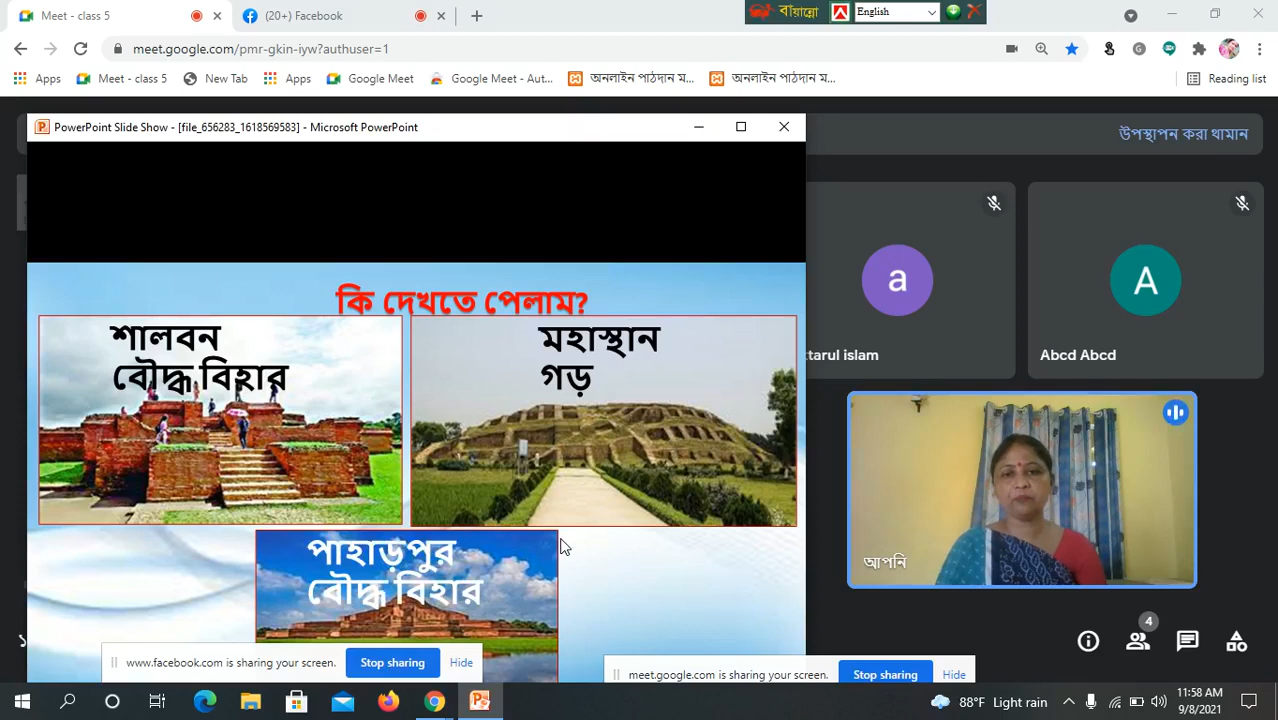 Meet - class 5
(20+) Facebook
বায়ান্নো
English
meet.google.com/pmr-gkin-iyw?authuser=1
Apps
Meet - class 5
New Tab
Apps
Google Meet
Google Meet - Aut...
অনলাইন পাঠদান ম...
অনলাইন পাঠদান ম...
Reading list
PowerPoint Slide Show - [file_656283_1618569583] - Microsoft PowerPoint
উপস্থাপন করা থামান
কি দেখতে পেলাম?
শালবন
বৌদ্ধ বিহার
মহাস্থান
গড়
পাহাড়পুর
বৌদ্ধ বিহার
a
tarul islam
A
Abcd Abcd
আপনি
4
www.facebook.com is sharing your screen.
Stop sharing
Hide
meet.google.com is sharing your screen.
Stop sharing
Hide
88°F Light rain
11:58 AM
9/8/2021